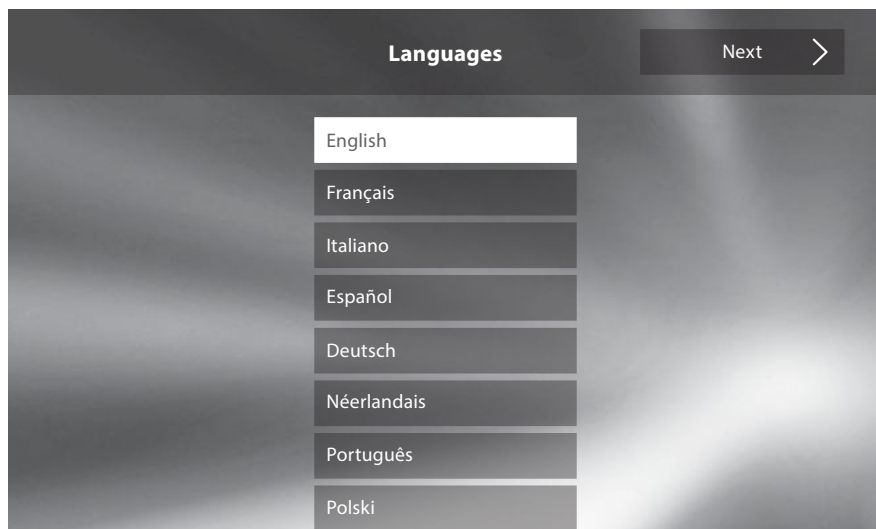 Languages
Next
English
Français
Italiano
Español
Deutsch
Néerlandais
Português
Polski